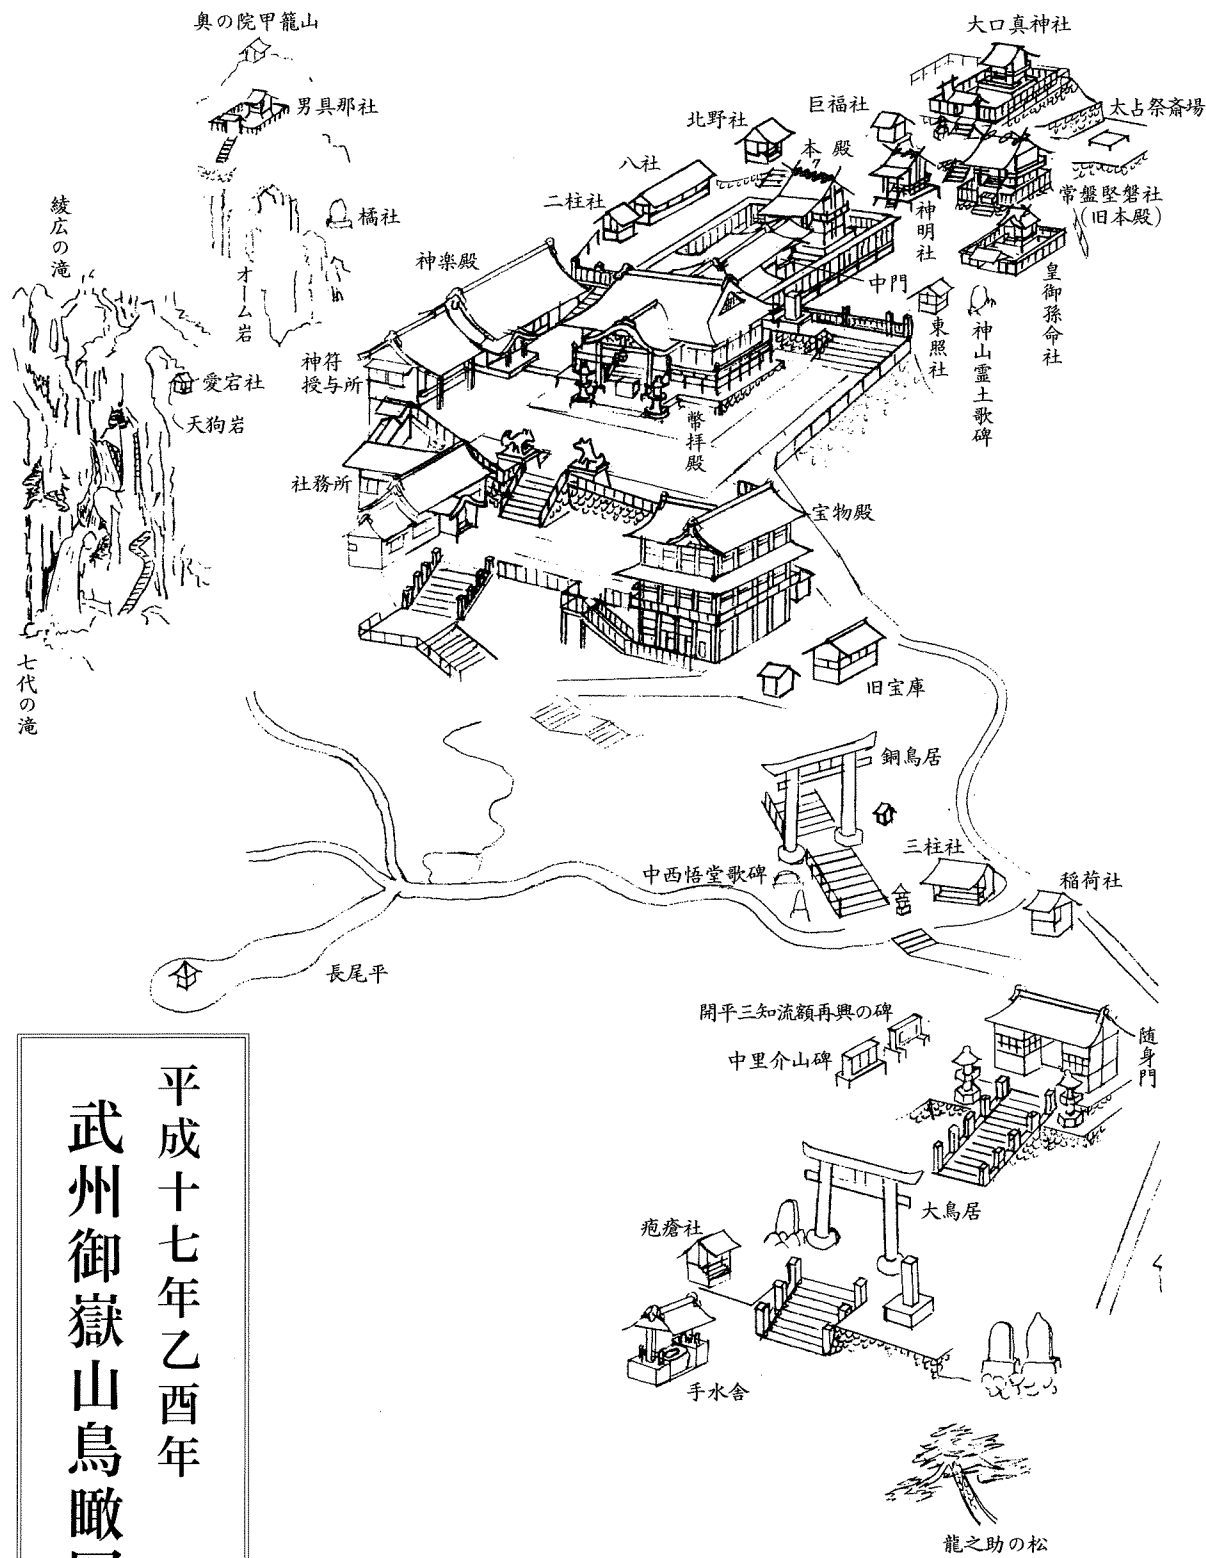 奥の院甲籠山
男具那社
橘社
オーム岩
綾広の滝
愛宕社
天狗岩
七代の滝
大口真神社
太占祭斎場
巨福社
北野社
本殿
八社
二柱社
神楽殿
神明社
常盤堅磐社
(旧本殿)
中門
皇御孫命社
東照社
神山霊土歌碑
神符
授与所
幣拝殿
社務所
宝物殿
旧宝庫
銅鳥居
三柱社
中西悟堂歌碑
稲荷社
長尾平
開平三知流額再興の碑
中里介山碑
随身門
大鳥居
疱瘡社
手水舎
龍之助の松
平成十七年乙酉年
武州御嶽山鳥瞰